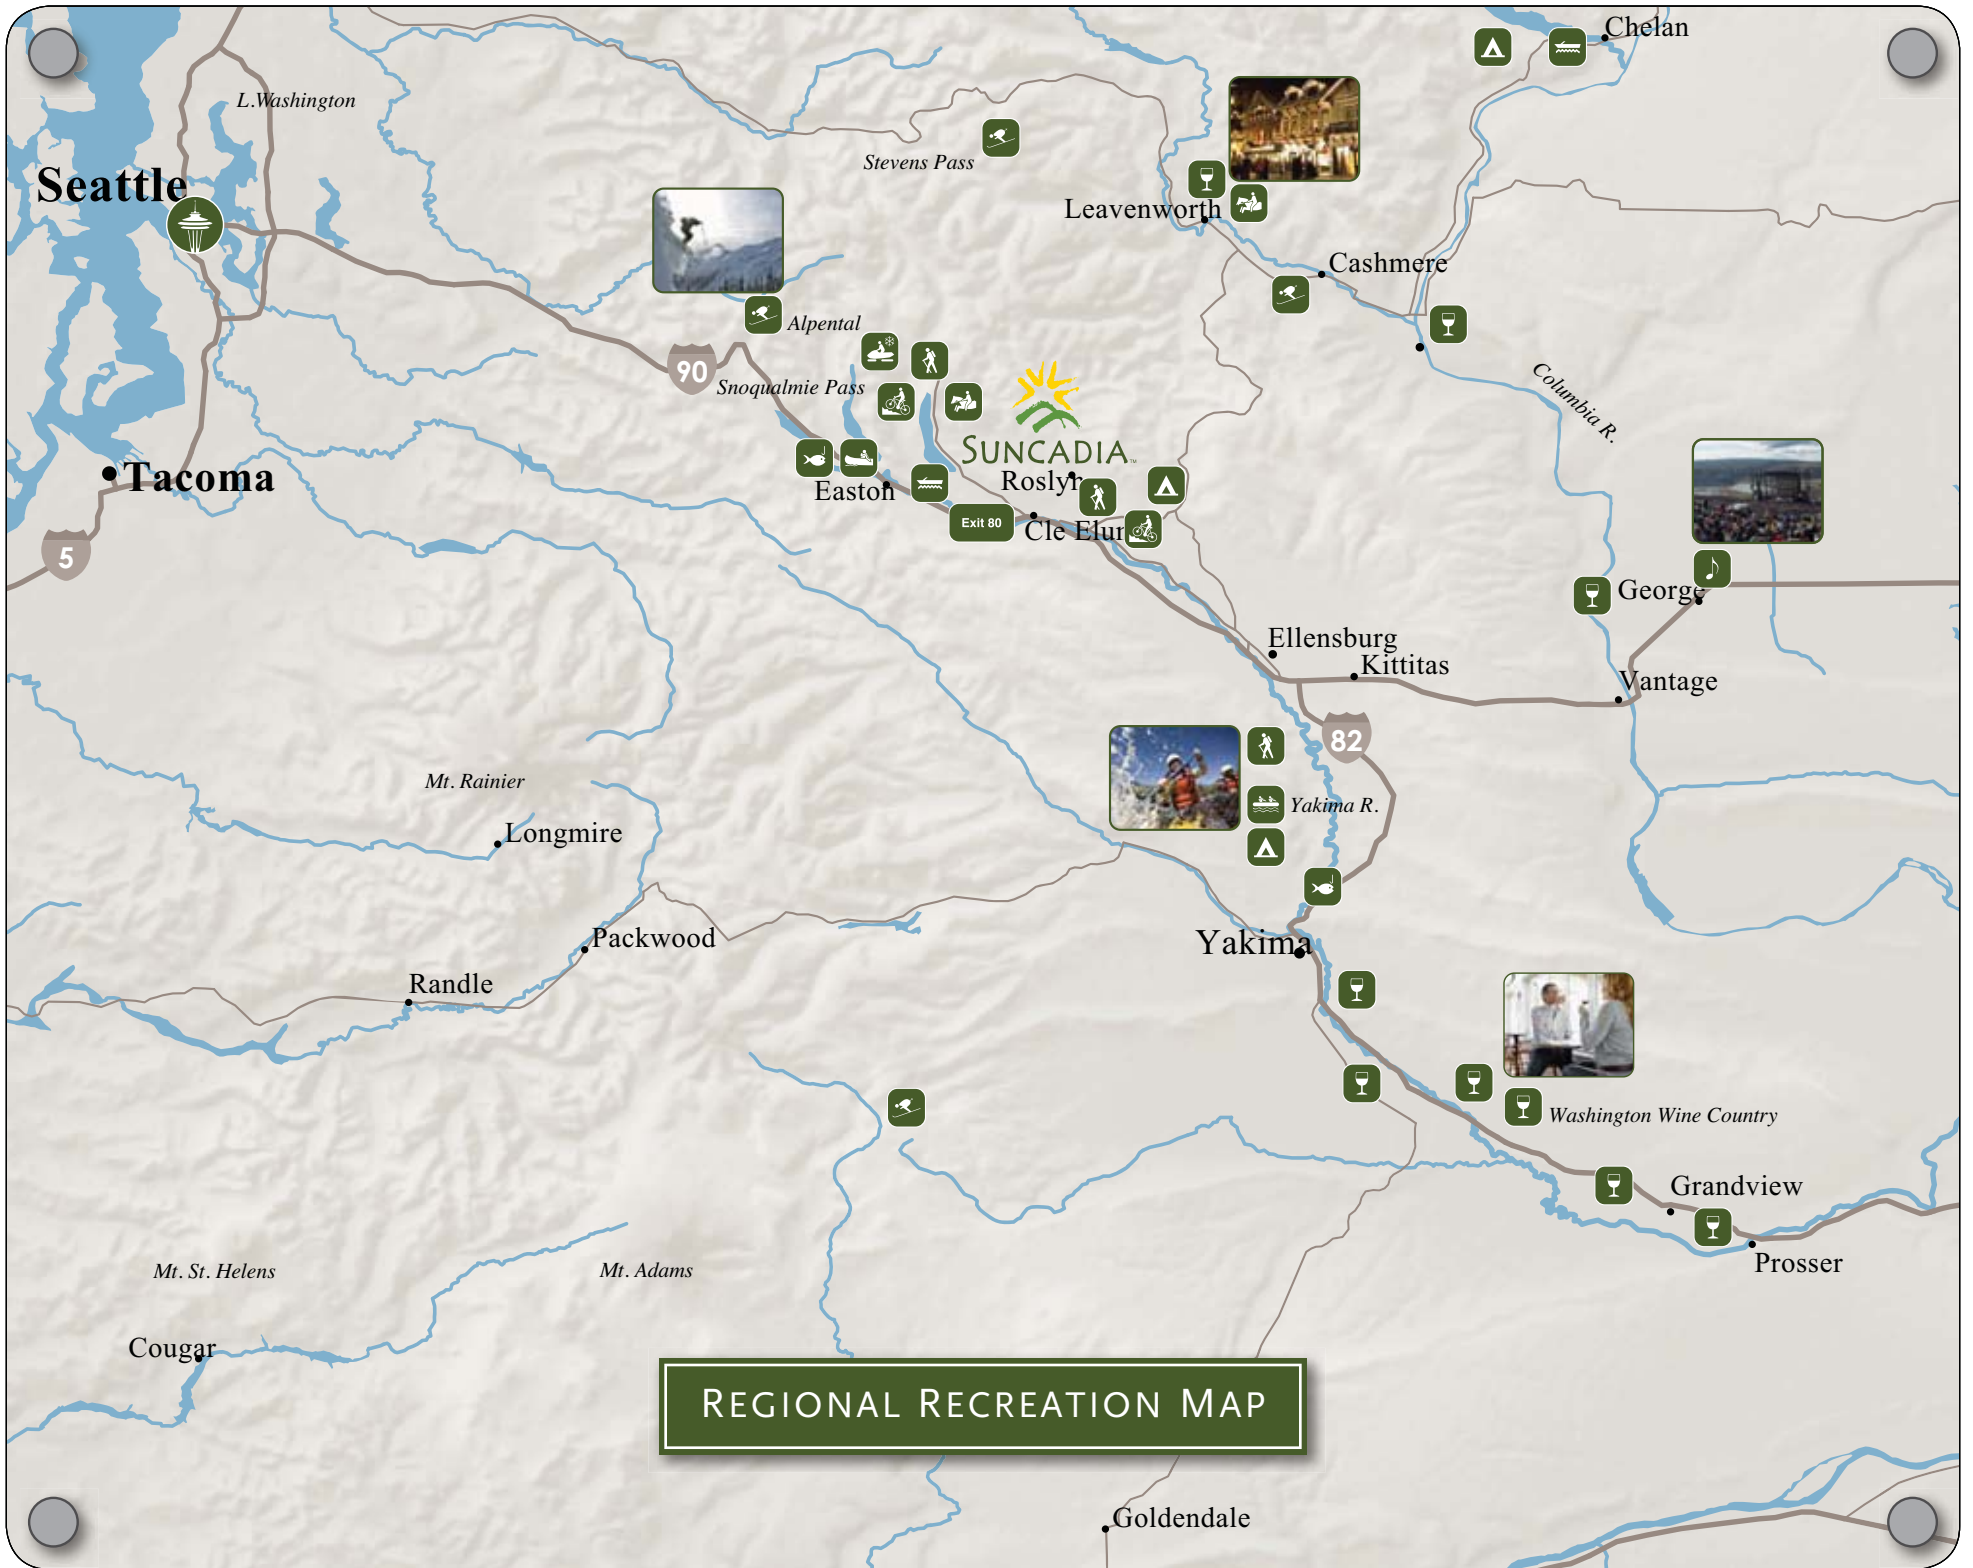 Chelan
L.Washington
Stevens Pass
Seattle
Leavenworth
Cashmere
Alpental
90
Snoqualmie Pass
Columbia R.
SUNCADIA
Roslyn
Tacoma
Easton
Exit 80
Cle Elum
5
George
Ellensburg
Kittitas
Vantage
82
Mt. Rainier
Yakima R.
Longmire
Packwood
Yakima
Randle
Washington Wine Country
Grandview
Prosser
Mt. St. Helens
Mt. Adams
Cougar
REGIONAL RECREATION MAP
Goldendale